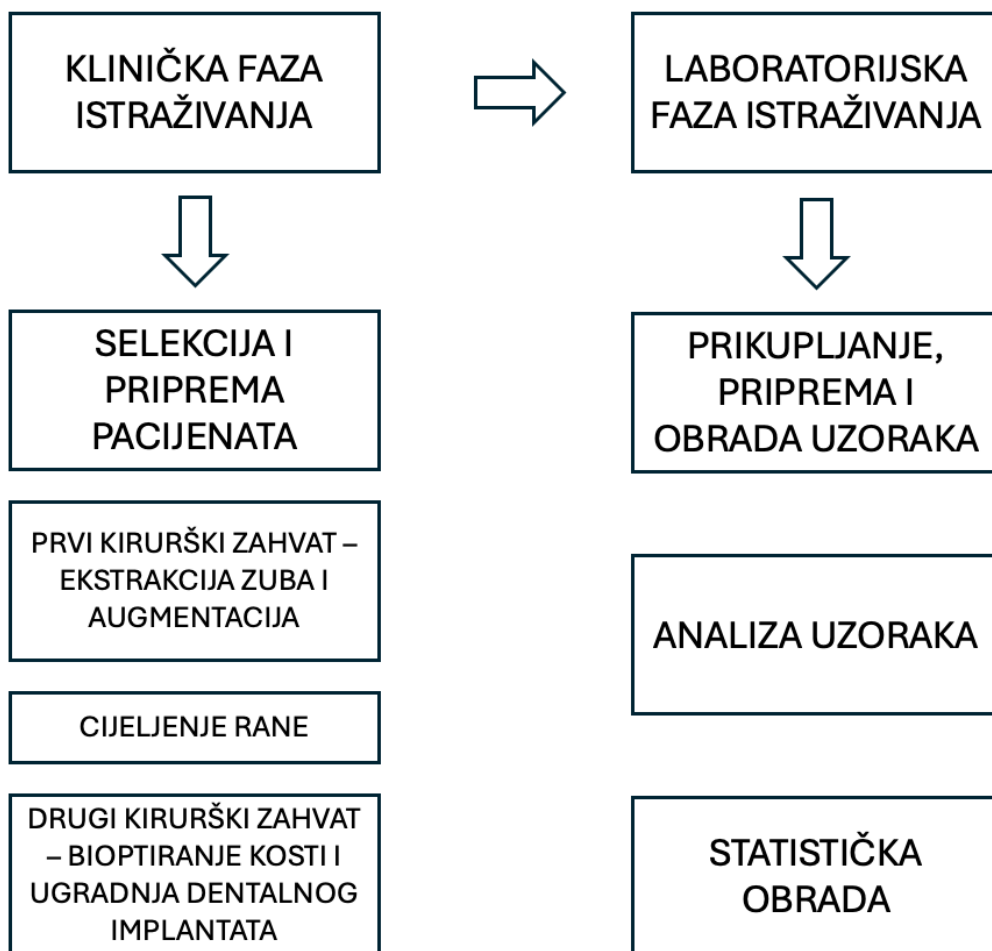 KLINIČKA FAZA
ISTRAŽIVANJA
SELEKCIJA I
PRIPREMA
PACIJENATA
PRVI KIRURŠKI ZAHVAT –
EKSTRAKCIJA ZUBA I
AUGMENTACIJA
CIJELJENJE RANE
DRUGI KIRURŠKI ZAHVAT
– BIOPTIRANJE KOSTI I
UGRADNJA DENTALNOG
IMPLANTATA
LABORATORIJSKA
FAZA ISTRAŽIVANJA
PRIKUPLJANJE,
PRIPREMA I
OBRADA UZORAKA
ANALIZA UZORAKA
STATISTIČKA
OBRADA